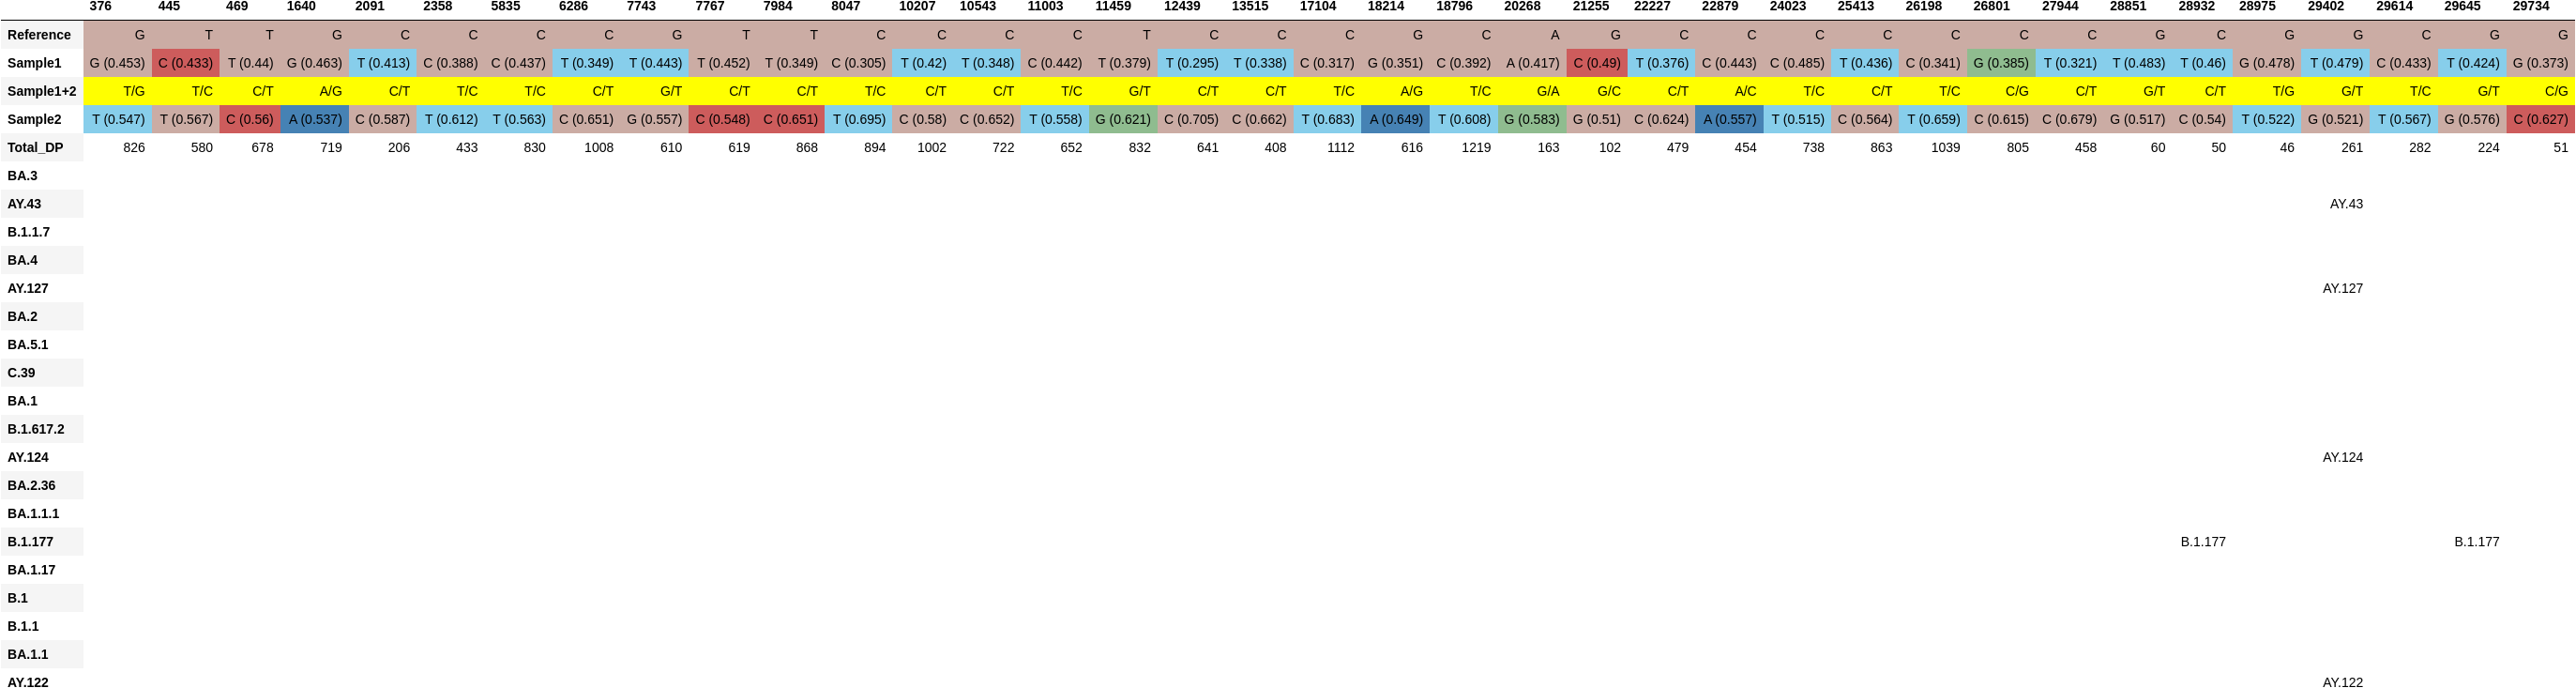 376 445 469 1640 2091 2358 5835 6286 7743 7767 7984 8047 10207 10543 11003 11459 12439 13515 17104 18214 18796 20268 21255 22227 22879 24023 25413 26198 26801 27944 28851 28932 28975 29402 29614 29645 29734
Reference G T T G C C C C G T T C C C C T C C C G C A G C C C C C C C G C G G C G G
Sample1 G (0.453) C (0.433) T (0.44) G (0.463) T (0.413) C (0.388) C (0.437) T (0.349) T (0.443) T (0.452) T (0.349) C (0.305) T (0.42) T (0.348) C (0.442) T (0.379) T (0.295) T (0.338) C (0.317) G (0.351) C (0.392) A (0.417) C (0.49) T (0.376) C (0.443) C (0.485) T (0.436) C (0.341) G (0.385) T (0.321) T (0.483) T (0.46) G (0.478) T (0.479) C (0.433) T (0.424) G (0.373)
Sample1+2 T/G T/C C/T A/G C/T T/C T/C C/T G/T C/T C/T T/C C/T C/T T/C G/T C/T C/T T/C A/G T/C G/A G/C C/T A/C T/C C/T T/C C/G C/T G/T C/T T/G G/T T/C G/T C/G
Sample2 T (0.547) T (0.567) C (0.56) A (0.537) C (0.587) T (0.612) T (0.563) C (0.651) G (0.557) C (0.548) C (0.651) T (0.695) C (0.58) C (0.652) T (0.558) G (0.621) C (0.705) C (0.662) T (0.683) A (0.649) T (0.608) G (0.583) G (0.51) C (0.624) A (0.557) T (0.515) C (0.564) T (0.659) C (0.615) C (0.679) G (0.517) C (0.54) T (0.522) G (0.521) T (0.567) G (0.576) C (0.627)
Total_DP 826 580 678 719 206 433 830 1008 610 619 868 894 1002 722 652 832 641 408 1112 616 1219 163 102 479 454 738 863 1039 805 458 60 50 46 261 282 224 51
BA.3
AY.43 AY.43
B.1.1.7
BA.4
AY.127 AY.127
BA.2
BA.5.1
C.39
BA.1
B.1.617.2
AY.124 AY.124
BA.2.36
BA.1.1.1
B.1.177 B.1.177 B.1.177
BA.1.17
B.1
B.1.1
BA.1.1
AY.122 AY.122